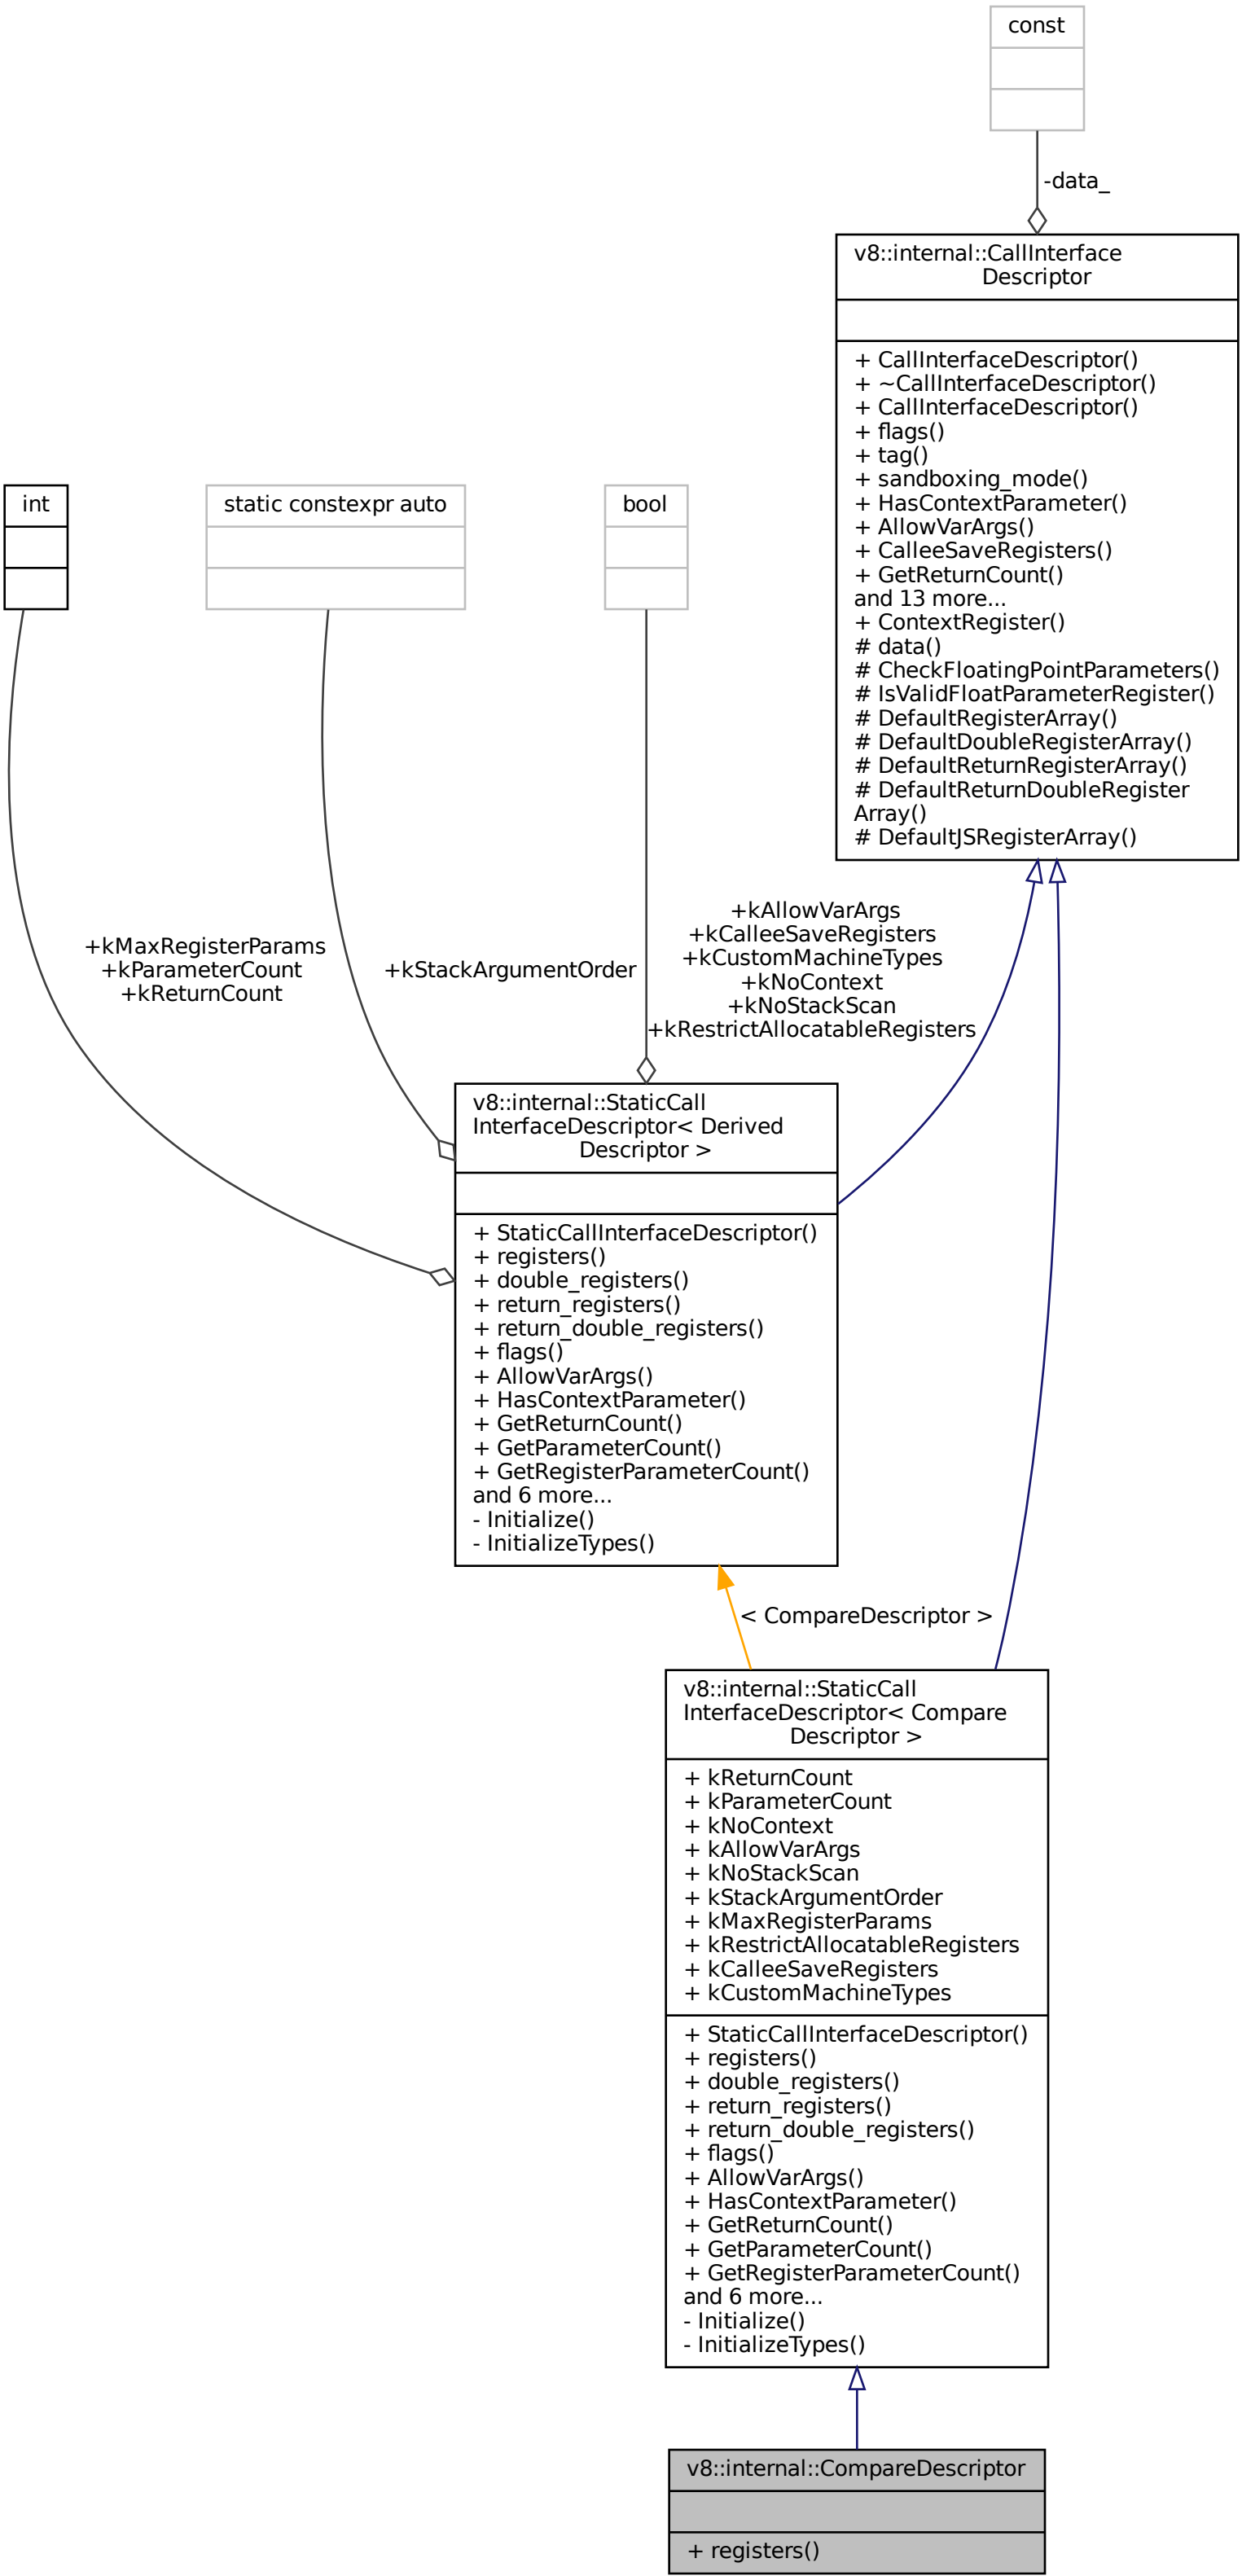 const
-data_
v8::internal::CallInterface
Descriptor
+ CallInterfaceDescriptor()
+ ~CallInterfaceDescriptor()
+ CallInterfaceDescriptor()
+ flags()
+ tag()
+ sandboxing_mode()
+ HasContextParameter()
+ AllowVarArgs()
+ CalleeSaveRegisters()
+ GetReturnCount()
and 13 more...
+ ContextRegister()
# data()
# CheckFloatingPointParameters()
# IsValidFloatParameterRegister()
# DefaultRegisterArray()
# DefaultDoubleRegisterArray()
# DefaultReturnRegisterArray()
# DefaultReturnDoubleRegister
Array()
# DefaultJSRegisterArray()
int
static constexpr auto
bool
+kMaxRegisterParams
+kParameterCount
+kReturnCount
+kStackArgumentOrder
+kAllowVarArgs
+kCalleeSaveRegisters
+kCustomMachineTypes
+kNoContext
+kNoStackScan
+kRestrictAllocatableRegisters
v8::internal::StaticCall
InterfaceDescriptor< Derived
Descriptor >
+ StaticCallInterfaceDescriptor()
+ registers()
+ double_registers()
+ return_registers()
+ return_double_registers()
+ flags()
+ AllowVarArgs()
+ HasContextParameter()
+ GetReturnCount()
+ GetParameterCount()
+ GetRegisterParameterCount()
and 6 more...
- Initialize()
- InitializeTypes()
< CompareDescriptor >
v8::internal::StaticCall
InterfaceDescriptor< Compare
Descriptor >
+ kReturnCount
+ kParameterCount
+ kNoContext
+ kAllowVarArgs
+ kNoStackScan
+ kStackArgumentOrder
+ kMaxRegisterParams
+ kRestrictAllocatableRegisters
+ kCalleeSaveRegisters
+ kCustomMachineTypes
+ StaticCallInterfaceDescriptor()
+ registers()
+ double_registers()
+ return_registers()
+ return_double_registers()
+ flags()
+ AllowVarArgs()
+ HasContextParameter()
+ GetReturnCount()
+ GetParameterCount()
+ GetRegisterParameterCount()
and 6 more...
- Initialize()
- InitializeTypes()
v8::internal::CompareDescriptor
+ registers()